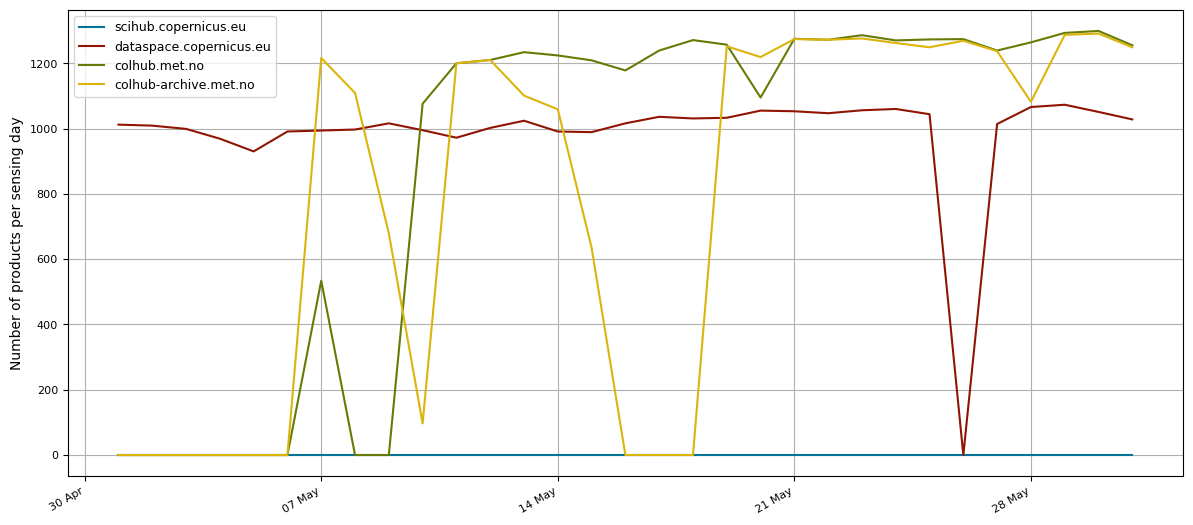 scihub.copernicus.eu
dataspace.copernicus.eu
colhub.met.no
colhub-archive.met.no
Number of products per sensing day
1200
1000
800
600
400
200
0
30 Apr
07 May
14 May
21 May
28 May